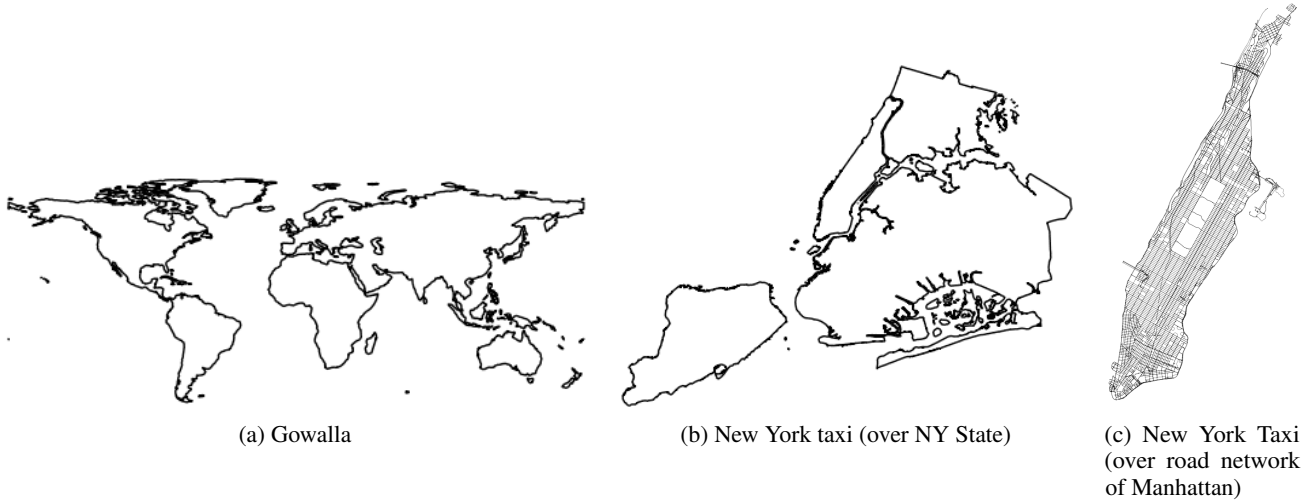 (a) Gowalla
(b) New York taxi (over NY State)
(c) New York Taxi
(over road network
of Manhattan)